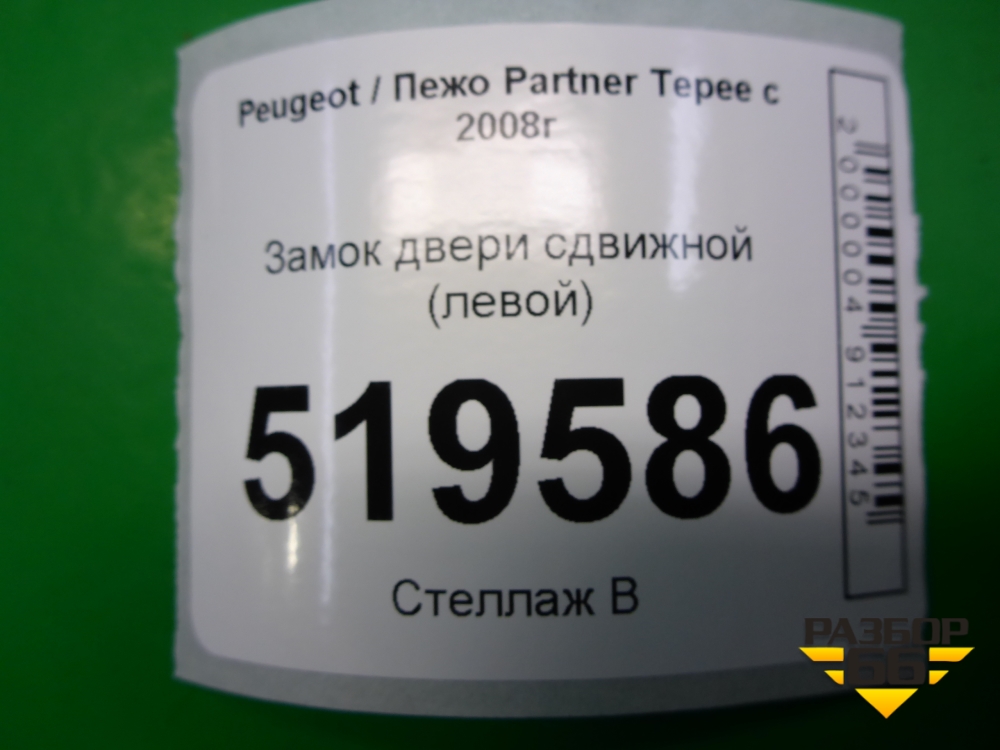 Peugeot / Пежо Partner Tepee с
2008г
Замок двери сдвижной
(левой)
519586
Стеллаж В
2000004912345
РАЗБОР
66